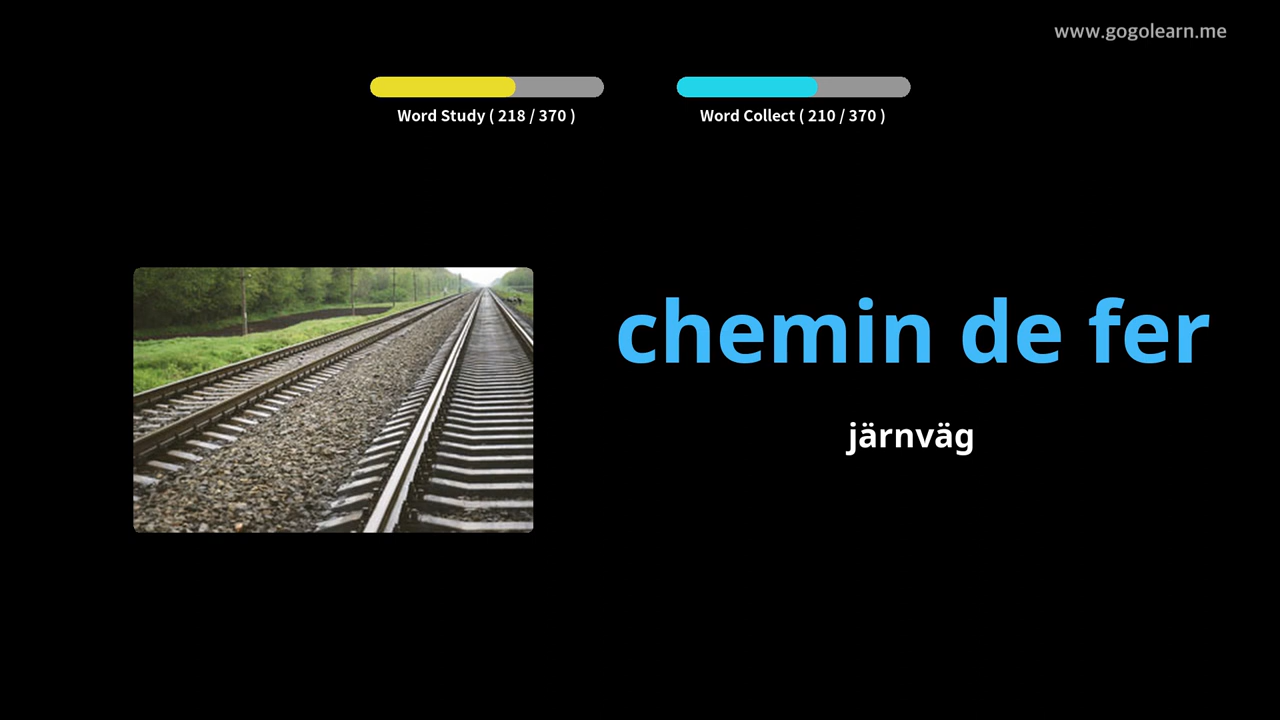 www.gogolearn.me
Word Study ( 218 / 370 )
Word Collect ( 210 / 370 )
chemin de fer
järnväg